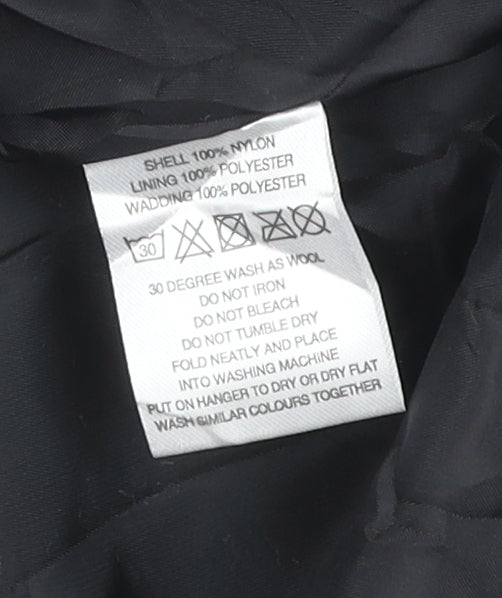 SHELL 100% NYLON
LINING 100% POLYESTER
WADDING 100% POLYESTER
30
30 DEGREE WASH AS WOOL
DO NOT IRON
DO NOT BLEACH
DO NOT TUMBLE DRY
FOLD NEATLY AND PLACE
INTO WASHING MACHINE
PUT ON HANGER TO DRY OR DRY FLAT
WASH SIMILAR COLOURS TOGETHER